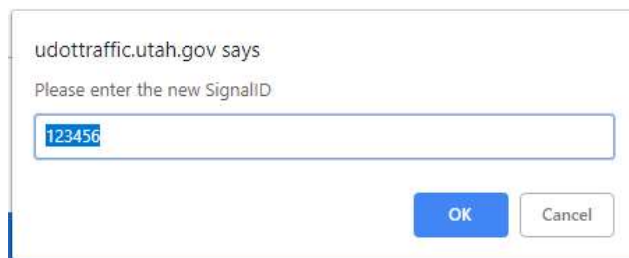 udottraffic.utah.gov says
Please enter the new SignalID
123456
OK Cancel